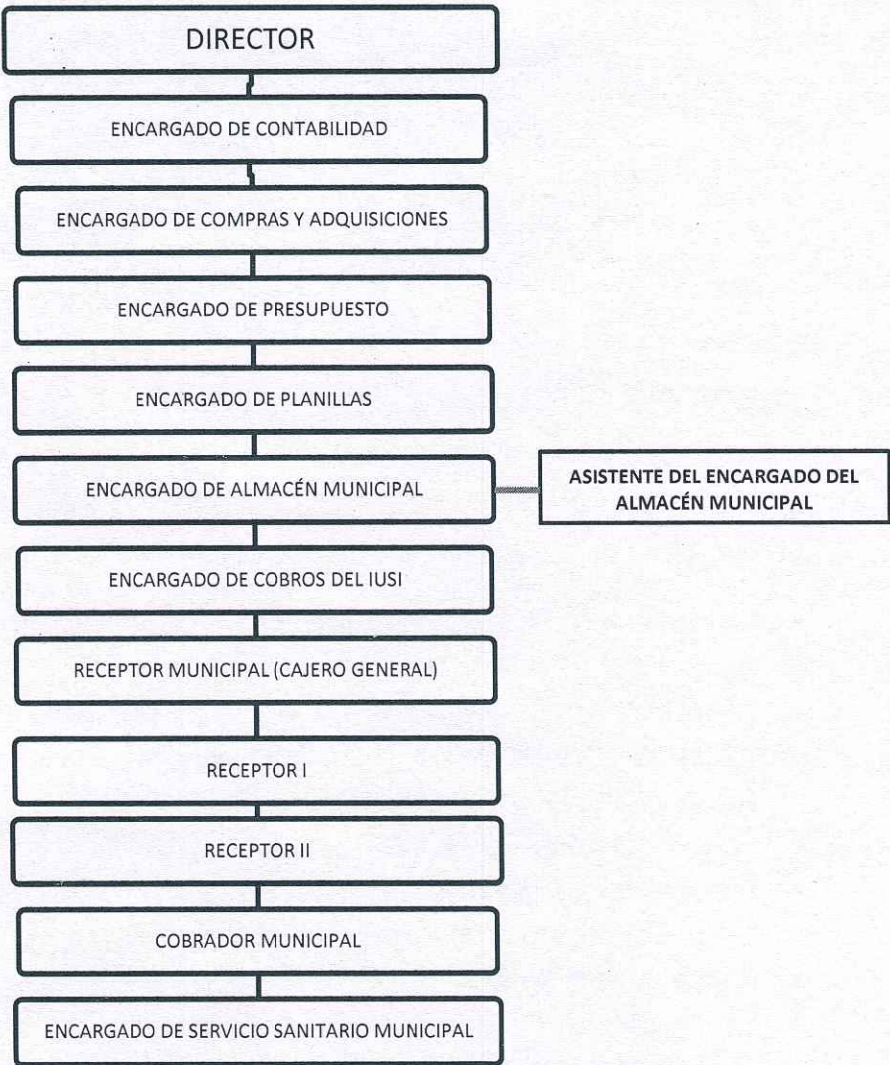 DIRECTOR
ENCARGADO DE CONTABILIDAD
ENCARGADO DE COMPRAS Y ADQUISICIONES
ENCARGADO DE PRESUPUESTO
ENCARGADO DE PLANILLAS
ENCARGADO DE ALMACÉN MUNICIPAL
ASISTENTE DEL ENCARGADO DEL
ALMACÉN MUNICIPAL
ENCARGADO DE COBROS DEL IUSI
RECEPTOR MUNICIPAL (CAJERO GENERAL)
RECEPTOR I
RECEPTOR II
COBRADOR MUNICIPAL
ENCARGADO DE SERVICIO SANITARIO MUNICIPAL